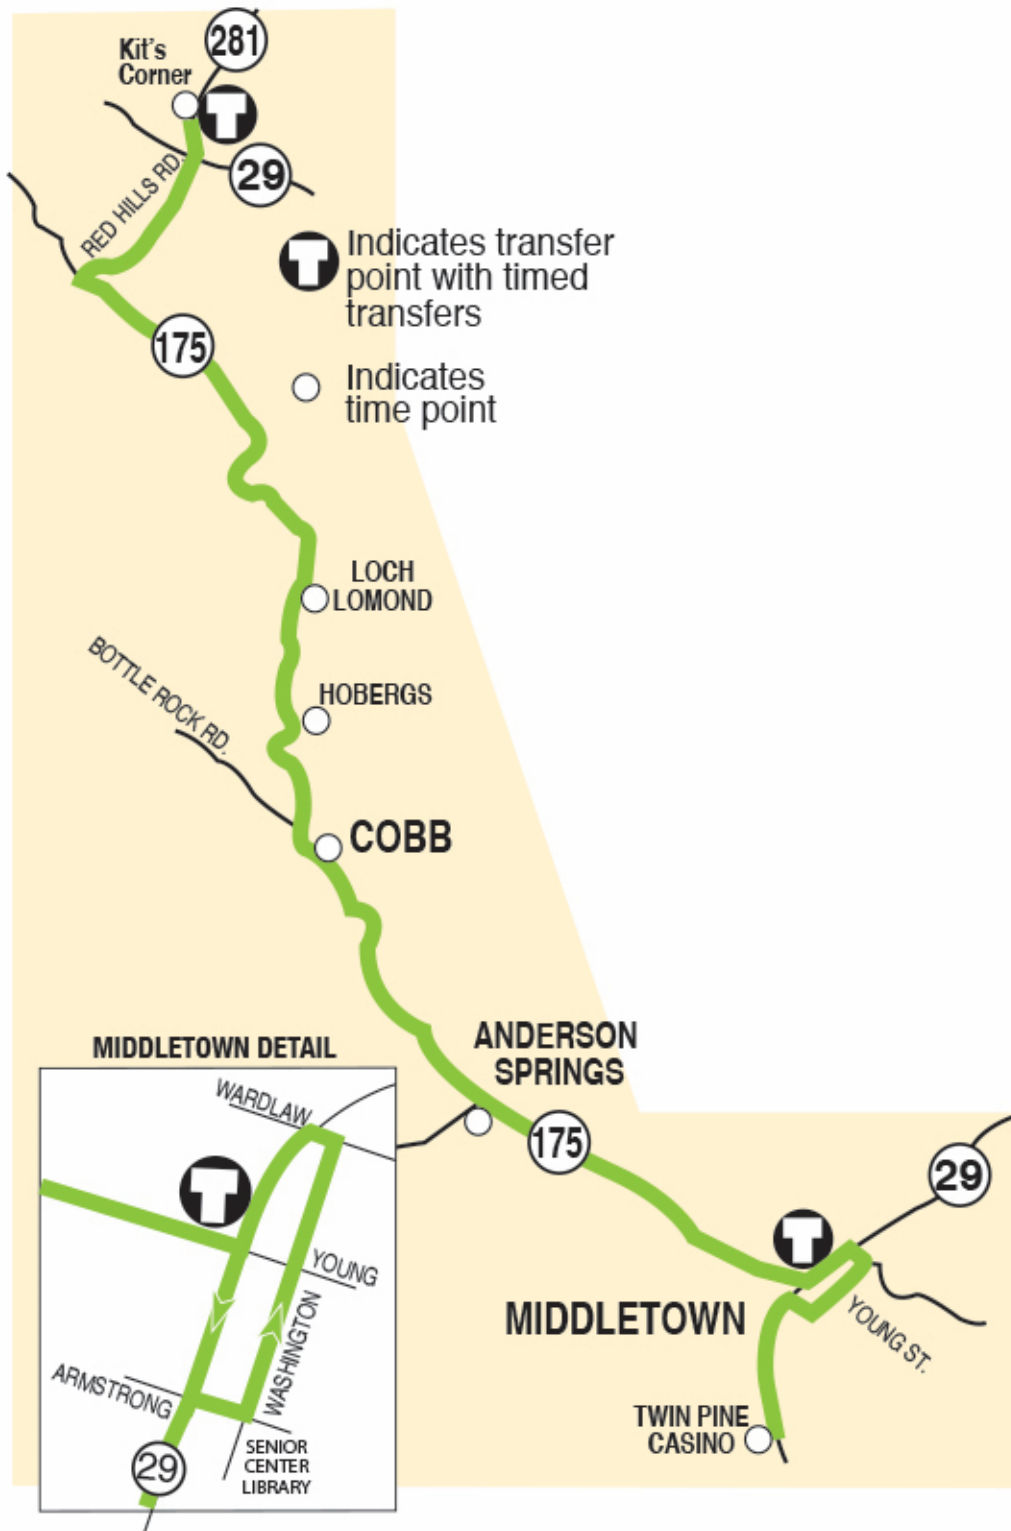 281
Kit's
Corner
T
29
RED HILLS RD.
T
Indicates transfer
point with timed
transfers
175
Indicates
time point
LOCH
LOMOND
BOTTLE ROCK RD.
HOBERGS
COBB
ANDERSON
SPRINGS
175
29
T
MIDDLETOWN
YOUNG ST.
TWIN PINE
CASINO
MIDDLETOWN DETAIL
WARDLAW
T
YOUNG
WASHINGTON
ARMSTRONG
29
SENIOR
CENTER
LIBRARY